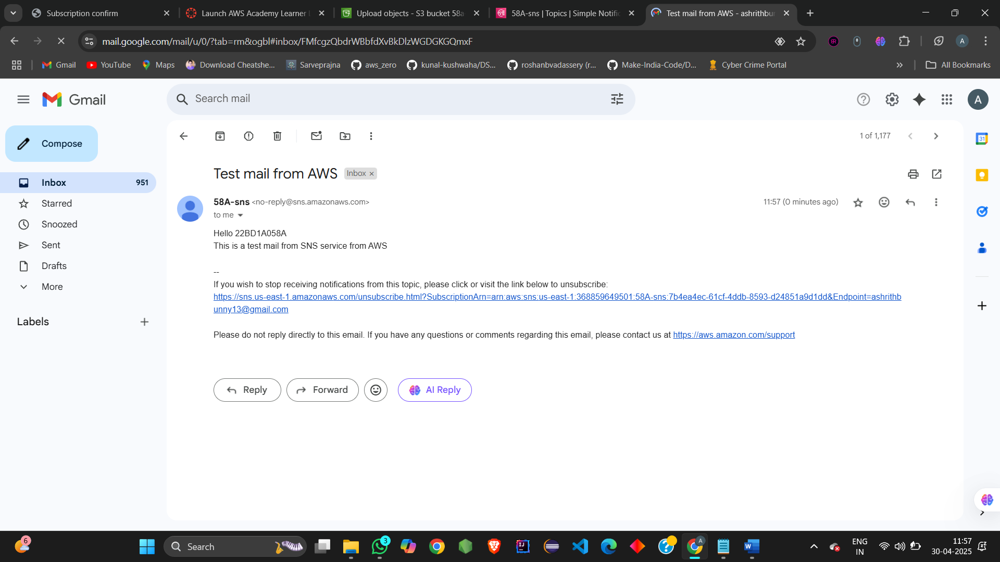 Subscription confirm
Launch AWS Academy Learner
Upload objects - S3 bucket 58a
58A-sns | Topics | Simple Notific
Test mail from AWS - ashrithbu
mail.google.com/mail/u/0/?tab=rm&ogbl#inbox/FMfcgzQbdrWBbfdXvBkDlzWGDGKGQmxF
A
Gmail
YouTube
Maps
Download Cheatshe...
Sarveprajna
aws_zero
kunal-kushwaha/DS...
roshanbvadassery (r...
Make-India-Code/D...
Cyber Crime Portal
All Bookmarks
Gmail
Search mail
A
Compose
1 of 1,177
Inbox 951
Starred
Snoozed
Sent
Drafts
More
Labels
Test mail from AWS Inbox
58A-sns <no-reply@sns.amazonaws.com>
11:57 (0 minutes ago)
to me
Hello 22BD1A058A
This is a test mail from SNS service from AWS
--
If you wish to stop receiving notifications from this topic, please click or visit the link below to unsubscribe:
https://sns.us-east-1.amazonaws.com/unsubscribe.html?SubscriptionArn=arn:aws:sns:us-east-1:368859649501:58A-sns:7b4ea4ec-61cf-4ddb-8593-d24851a9d1dd&Endpoint=ashrithb
unny13@gmail.com
Please do not reply directly to this email. If you have any questions or comments regarding this email, please contact us at https://aws.amazon.com/support
Reply
Forward
AI Reply
31
6
Search
3
A
ENG
IN
11:57
30-04-2025